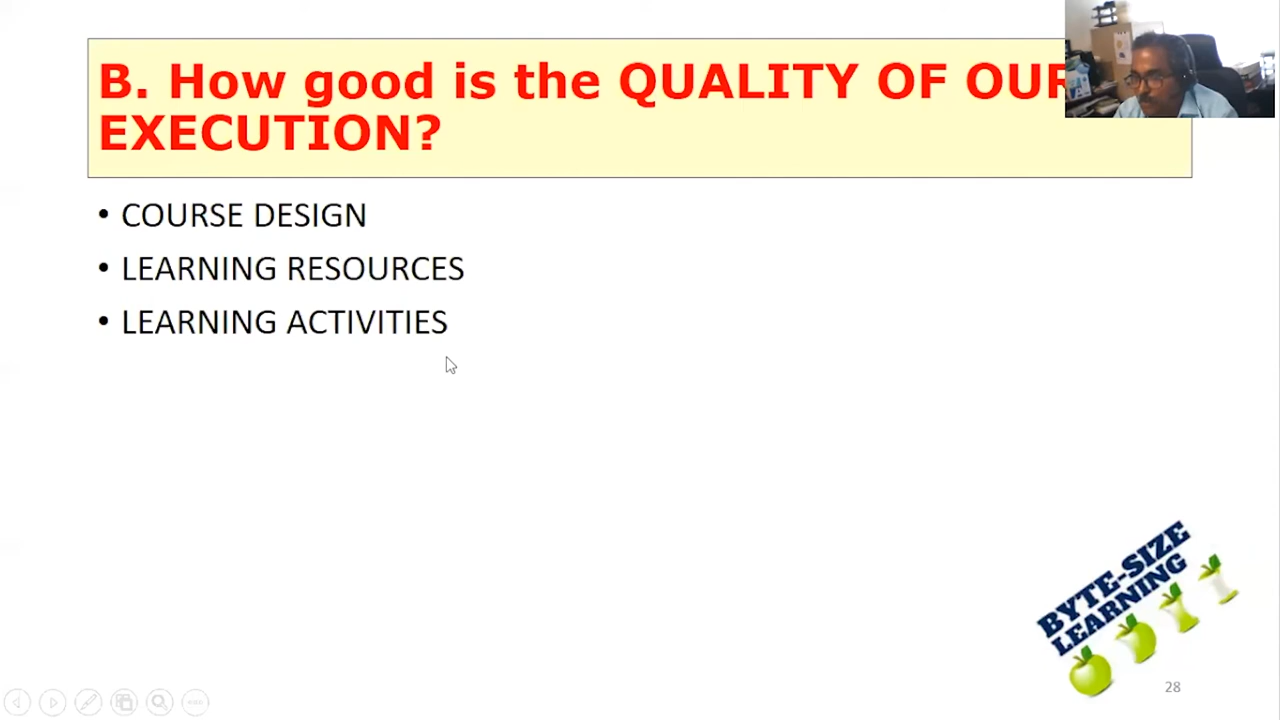 B. How good is the QUALITY OF OUR
EXECUTION?
• COURSE DESIGN
• LEARNING RESOURCES
• LEARNING ACTIVITIES
BYTE-SIZE
LEARNING
28